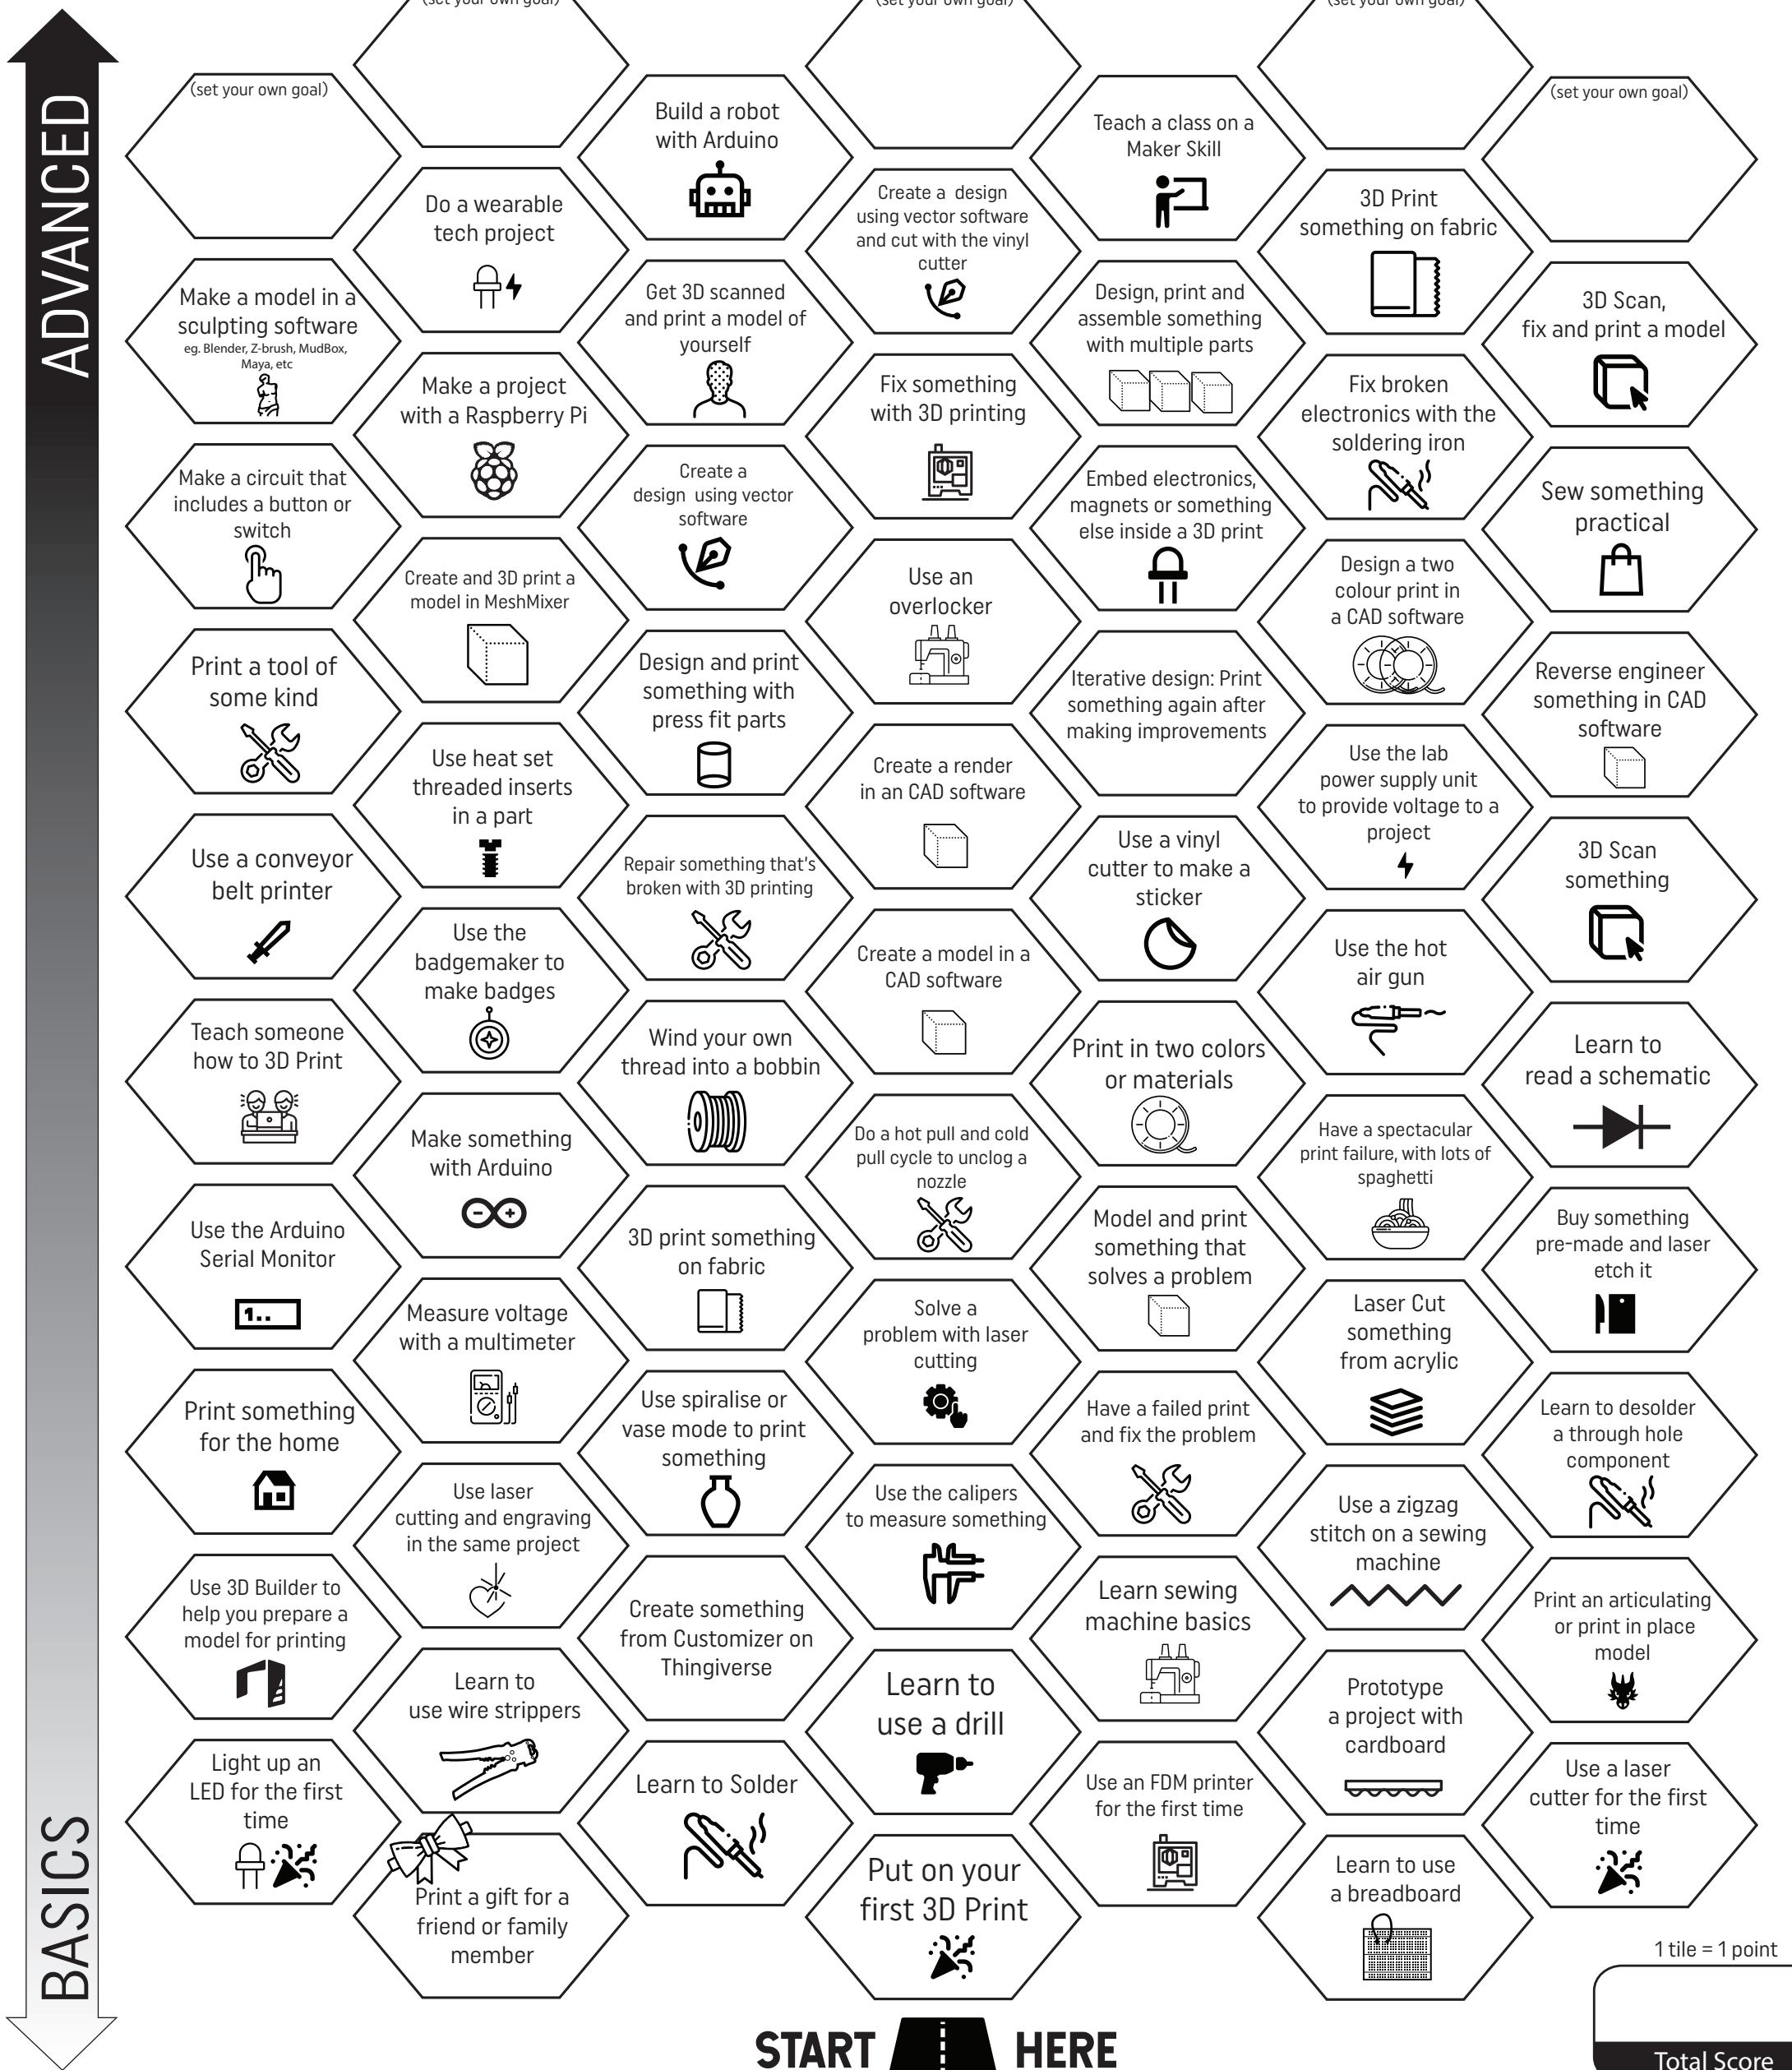 (set your own goal)
(set your own goal)
(set your own goal)
ADVANCED
(set your own goal)
(set your own goal)
Build a robot
with Arduino
Teach a class on a
Maker Skill
Do a wearable
tech project
Create a design
using vector software
and cut with the vinyl
cutter
3D Print
something on fabric
Make a model in a
sculpting software
eg. Blender, Z-brush, MudBox,
Maya, etc
Get 3D scanned
and print a model of
yourself
Design, print and
assemble something
with multiple parts
3D Scan,
fix and print a model
Make a project
with a Raspberry Pi
Fix something
with 3D printing
Fix broken
electronics with the
soldering iron
Make a circuit that
includes a button or
switch
Create a
design using vector
software
Embed electronics,
magnets or something
else inside a 3D print
Sew something
practical
Create and 3D print a
model in MeshMixer
Use an
overlocker
Design a two
colour print in
a CAD software
Print a tool of
some kind
Design and print
something with
press fit parts
Iterative design: Print
something again after
making improvements
Reverse engineer
something in CAD
software
Use heat set
threaded inserts
in a part
Create a render
in an CAD software
Use the lab
power supply unit
to provide voltage to a
project
Use a conveyor
belt printer
Repair something that's
broken with 3D printing
Use a vinyl
cutter to make a
sticker
3D Scan
something
Use the
badgemaker to
make badges
Create a model in a
CAD software
Use the hot
air gun
Teach someone
how to 3D Print
Wind your own
thread into a bobbin
Print in two colors
or materials
Learn to
read a schematic
Make something
with Arduino
Do a hot pull and cold
pull cycle to unclog a
nozzle
Have a spectacular
print failure, with lots of
spaghetti
Use the Arduino
Serial Monitor
1..
3D print something
on fabric
Model and print
something that
solves a problem
Buy something
pre-made and laser
etch it
Measure voltage
with a multimeter
Solve a
problem with laser
cutting
Laser Cut
something
from acrylic
Print something
for the home
Use spiralise or
vase mode to print
something
Have a failed print
and fix the problem
Learn to desolder
a through hole
component
Use laser
cutting and engraving
in the same project
Use the calipers
to measure something
Use a zigzag
stitch on a sewing
machine
Use 3D Builder to
help you prepare a
model for printing
Create something
from Customizer on
Thingiverse
Learn sewing
machine basics
Print an articulating
or print in place
model
Learn to
use wire strippers
Learn to
use a drill
Prototype
a project with
cardboard
Light up an
LED for the first
time
Learn to Solder
Use an FDM printer
for the first time
Use a laser
cutter for the first
time
Print a gift for a
friend or family
member
Put on your
first 3D Print
Learn to use
a breadboard
BASICS
1 tile = 1 point
START HERE
Total Score